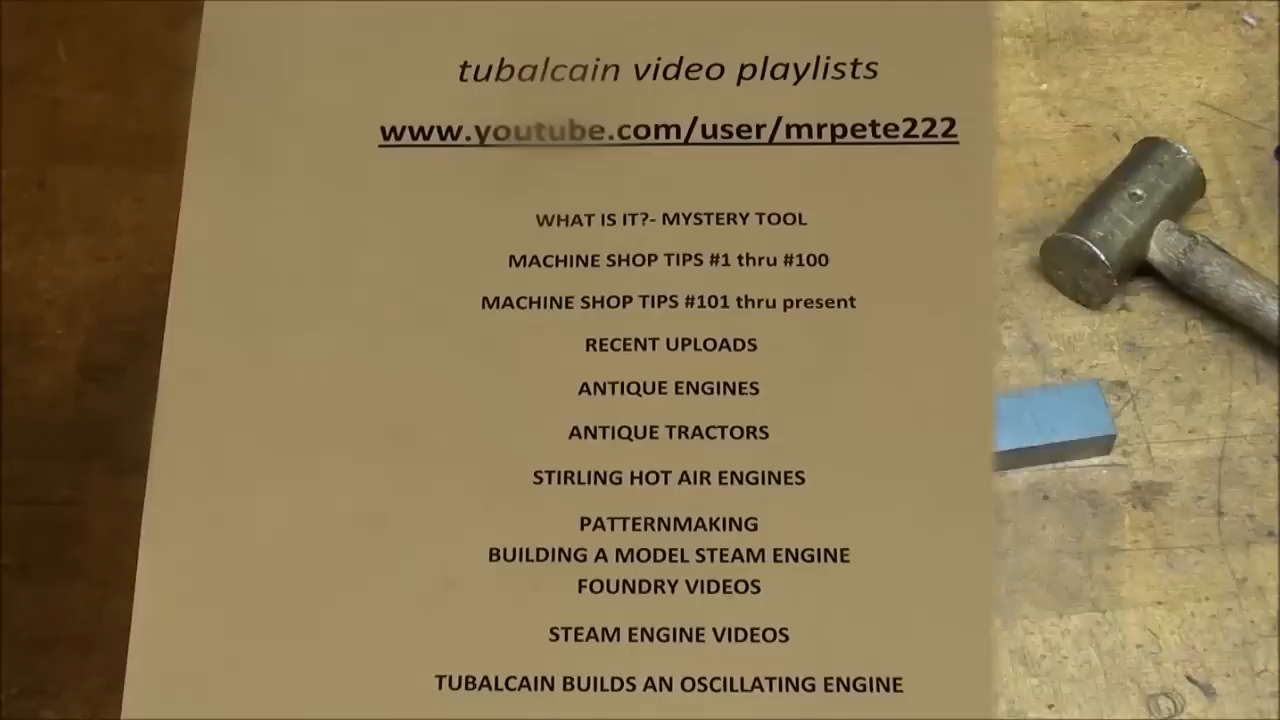 tubalcain video playlists
www.youtube.com/user/mrpete222
WHAT IS IT?- MYSTERY TOOL
MACHINE SHOP TIPS #1 thru #100
MACHINE SHOP TIPS #101 thru present
RECENT UPLOADS
ANTIQUE ENGINES
ANTIQUE TRACTORS
STIRLING HOT AIR ENGINES
PATTERNMAKING
BUILDING A MODEL STEAM ENGINE
FOUNDRY VIDEOS
STEAM ENGINE VIDEOS
TUBALCAIN BUILDS AN OSCILLATING ENGINE